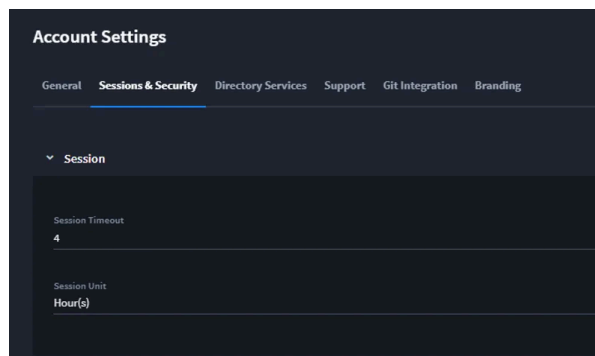 Account Settings
General Sessions & Security Directory Services Support Git Integration Branding
Session
Session Timeout
4
Session Unit
Hour(s)